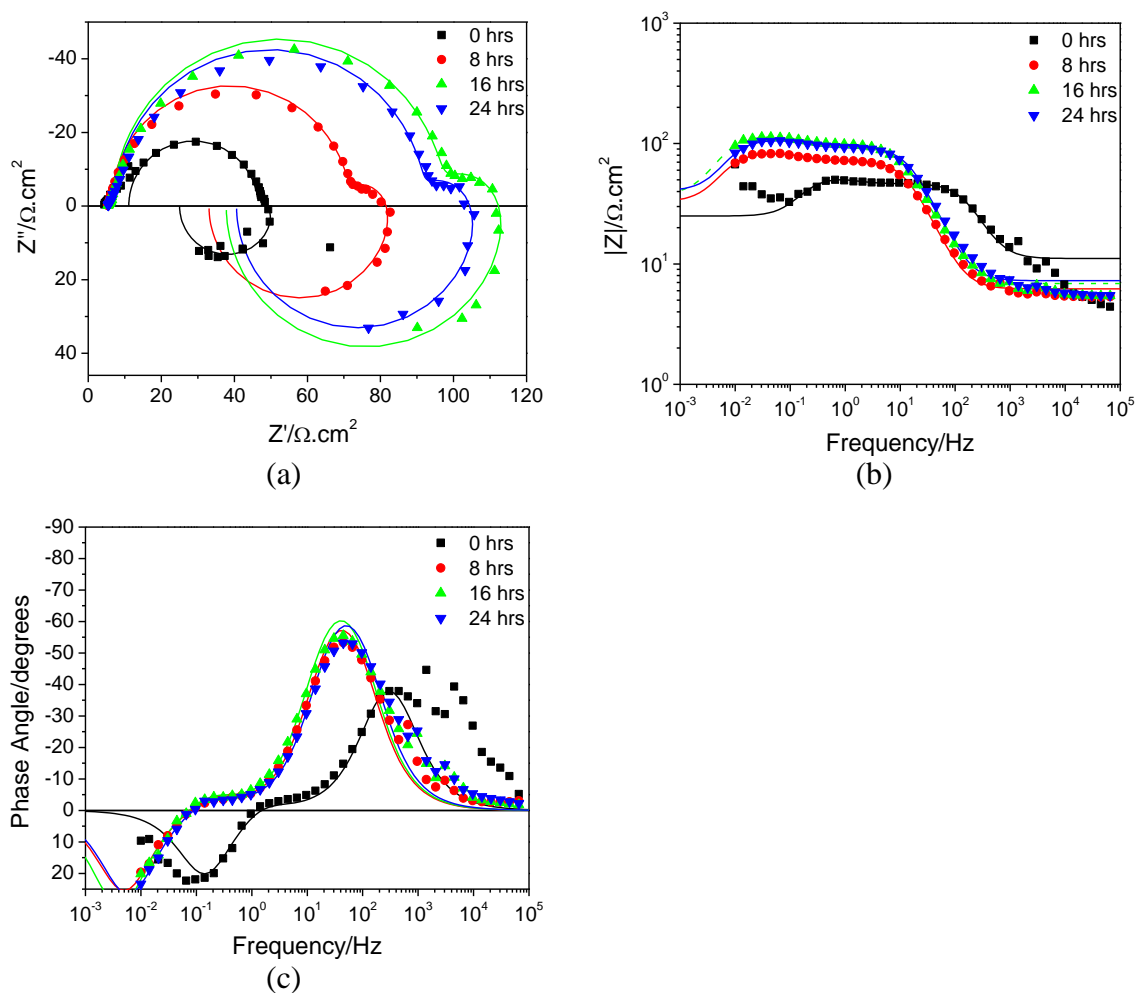 -40
-20
0
20
40
0 20 40 60 80 100 120
Z''/Ω.cm²
Z'/Ω.cm²
0 hrs
8 hrs
16 hrs
24 hrs
(a)
10³
10²
10¹
10⁰
10⁻³ 10⁻² 10⁻¹ 10⁰ 10¹ 10² 10³ 10⁴ 10⁵
|Z|/Ω.cm²
Frequency/Hz
0 hrs
8 hrs
16 hrs
24 hrs
(b)
-90
-80
-70
-60
-50
-40
-30
-20
-10
0
10
20
10⁻³ 10⁻² 10⁻¹ 10⁰ 10¹ 10² 10³ 10⁴ 10⁵
Phase Angle/degrees
Frequency/Hz
0 hrs
8 hrs
16 hrs
24 hrs
(c)